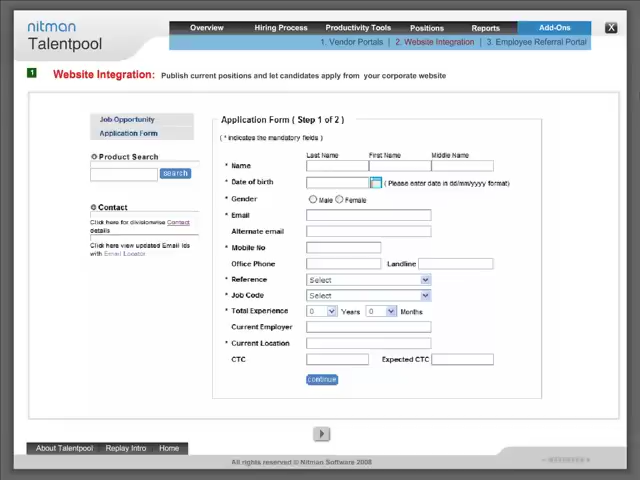 nitman
Talentpool
Overview Hiring Process Productivity Tools Positions Reports Add-Ons X
1. Vendor Portals | 2. Website Integration | 3. Employee Referral Portal
1 Website Integration: Publish current positions and let candidates apply from your corporate website
Job Opportunity
Application Form
Product Search
search
Contact
Click here for divisionwise Contact
details
Click here view updated Email Ids
with Email Locator
Application Form ( Step 1 of 2 )
( * indicates the mandatory fields )
Last Name First Name Middle Name
* Name
* Date of birth ( Please enter date in dd/mm/yyyy format)
* Gender Male Female
* Email
Alternate email
* Mobile No
Office Phone Landline
* Reference Select
* Job Code Select
* Total Experience 0 Years 0 Months
Current Employer
* Current Location
CTC Expected CTC
continue
About Talentpool Replay Intro Home
All rights reserved © Nitman Software 2008